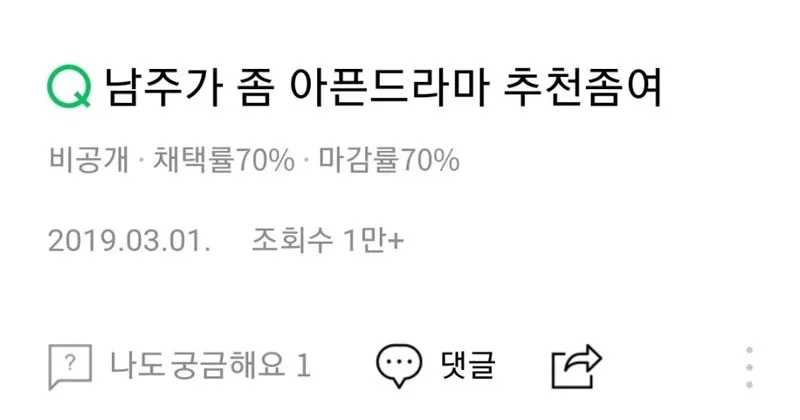 Q 남주가 좀 아픈드라마 추천좀여
비공개 · 채택률70% · 마감률70%
2019.03.01. 조회수 1만+
? 나도 궁금해요 1 댓글